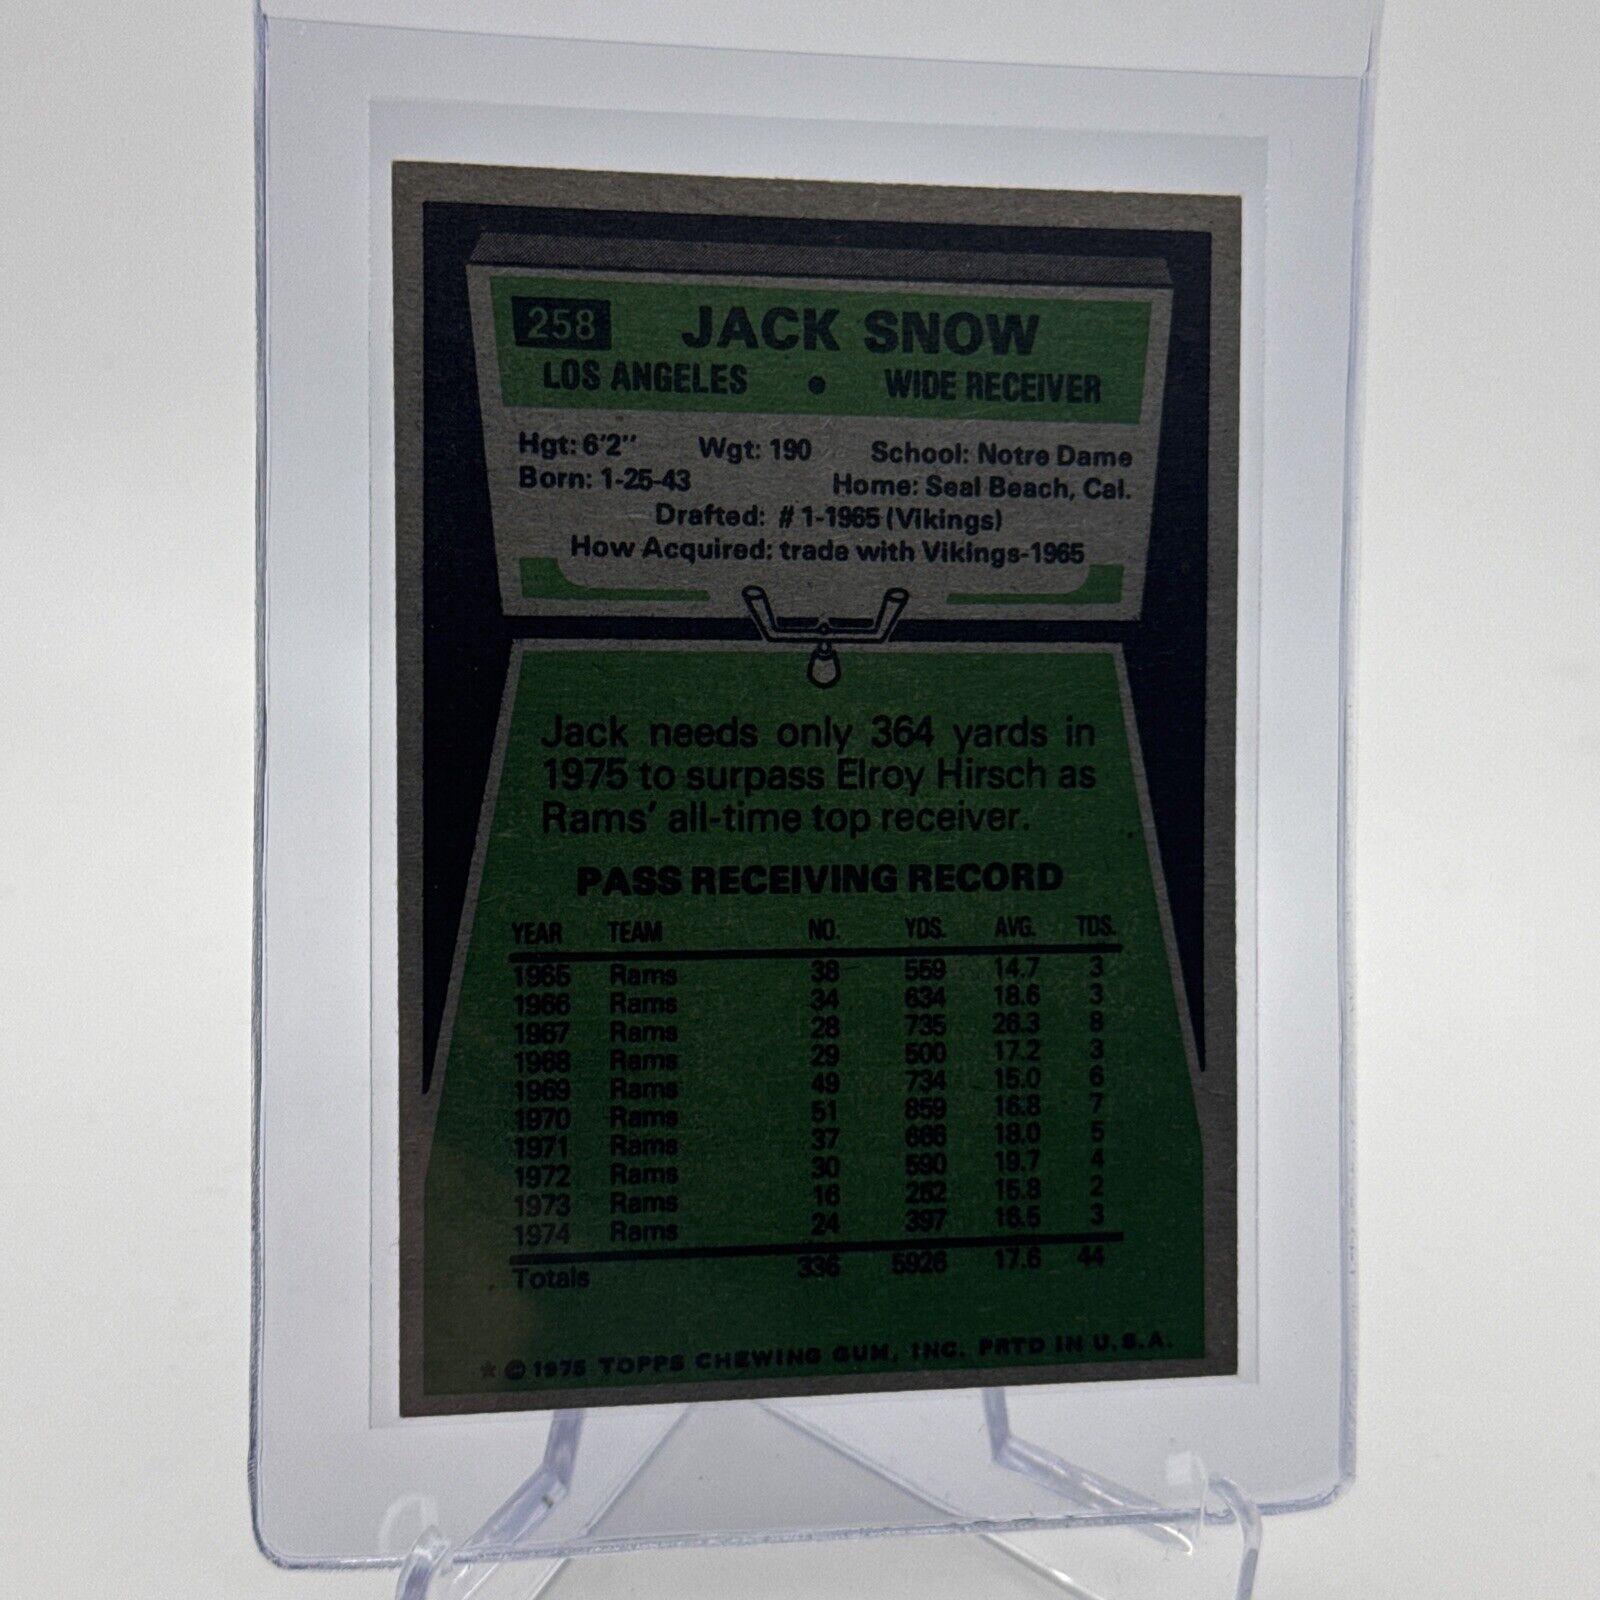 258 JACK SNOW
LOS ANGELES • WIDE RECEIVER
Hgt: 6'2" Wgt: 190 School: Notre Dame
Born: 1-25-43 Home: Seal Beach, Cal.
Drafted: #1-1965 (Vikings)
How Acquired: trade with Vikings-1965
Jack needs only 364 yards in
1975 to surpass Elroy Hirsch as
Rams' all-time top receiver.
PASS RECEIVING RECORD
YEAR TEAM NO. YDS. AVG. TDS.
1965 Rams 38 559 14.7 3
1966 Rams 34 634 18.6 3
1967 Rams 28 735 26.3 8
1968 Rams 29 500 17.2 3
1969 Rams 49 734 15.0 6
1970 Rams 51 859 16.8 7
1971 Rams 37 666 18.0 5
1972 Rams 30 590 19.7 4
1973 Rams 16 252 15.8 2
1974 Rams 24 397 16.5 3
Totals 336 5926 17.6 44
* © 1975 TOPPS CHEWING GUM, INC. PRTD IN U.S.A.